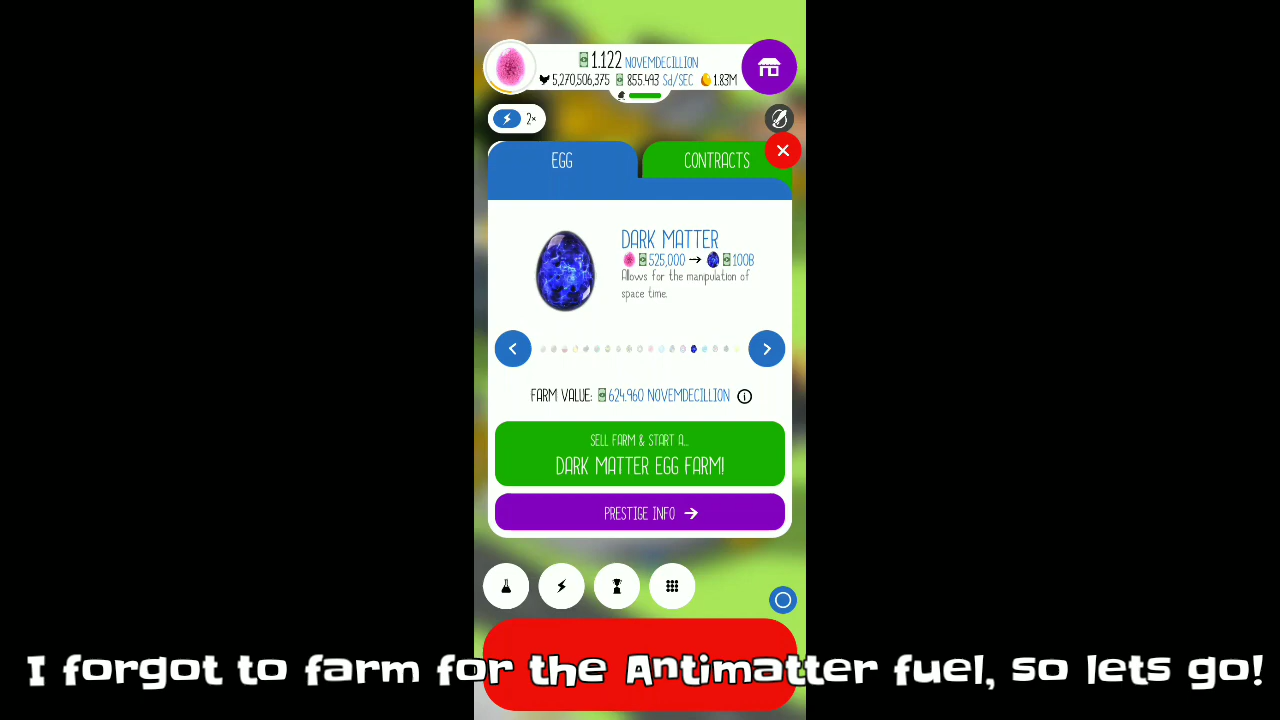 1.122 NOVEMDECILLION
5,270,506,375 855.493 Sd/SEC 1.83M
2×
EGG CONTRACTS
DARK MATTER
525,000 → 100B
Allows for the manpulation of
space time.
FARM VALUE: 624.960 NOVEMDECILLION
SELL FARM & START A...
DARK MATTER EGG FARM!
PRESTIGE INFO →
I forgot to farm for the Antimatter fuel, so lets go!